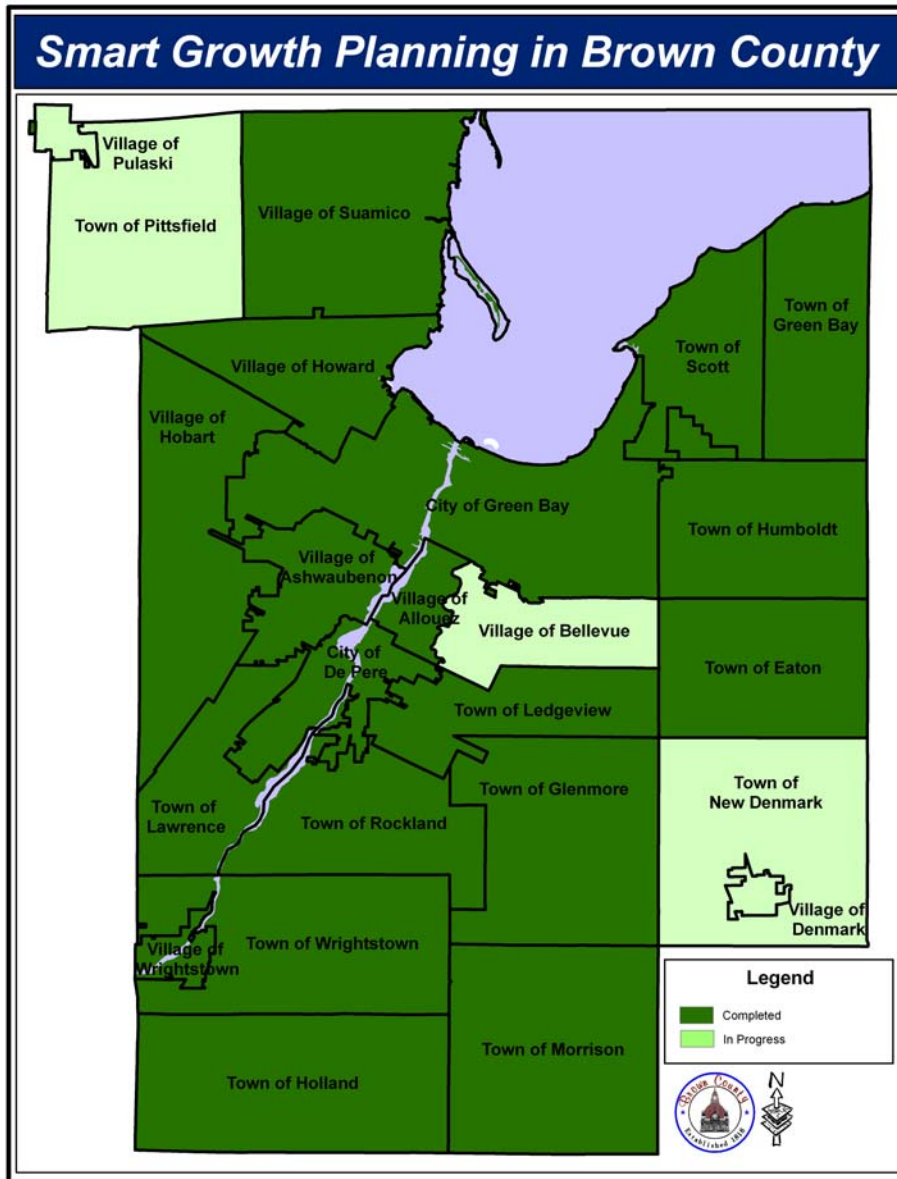 Smart Growth Planning in Brown County
Village of
Pulaski
Town of Pittsfield
Village of Suamico
Town of
Green Bay
Town of
Scott
Village of Howard
Village of
Hobart
City of Green Bay
Town of Humboldt
Village of
Ashwaubenon
Village of
Allouez
Village of Bellevue
City of
De Pere
Town of Eaton
Town of Ledgeview
Town of Glenmore
Town of
New Denmark
Town of
Lawrence
Town of Rockland
Village of
Denmark
Town of Wrightstown
Village of
Wrightstown
Town of Morrison
Town of Holland
Legend
Completed
In Progress
Brown County
Established 1818
N